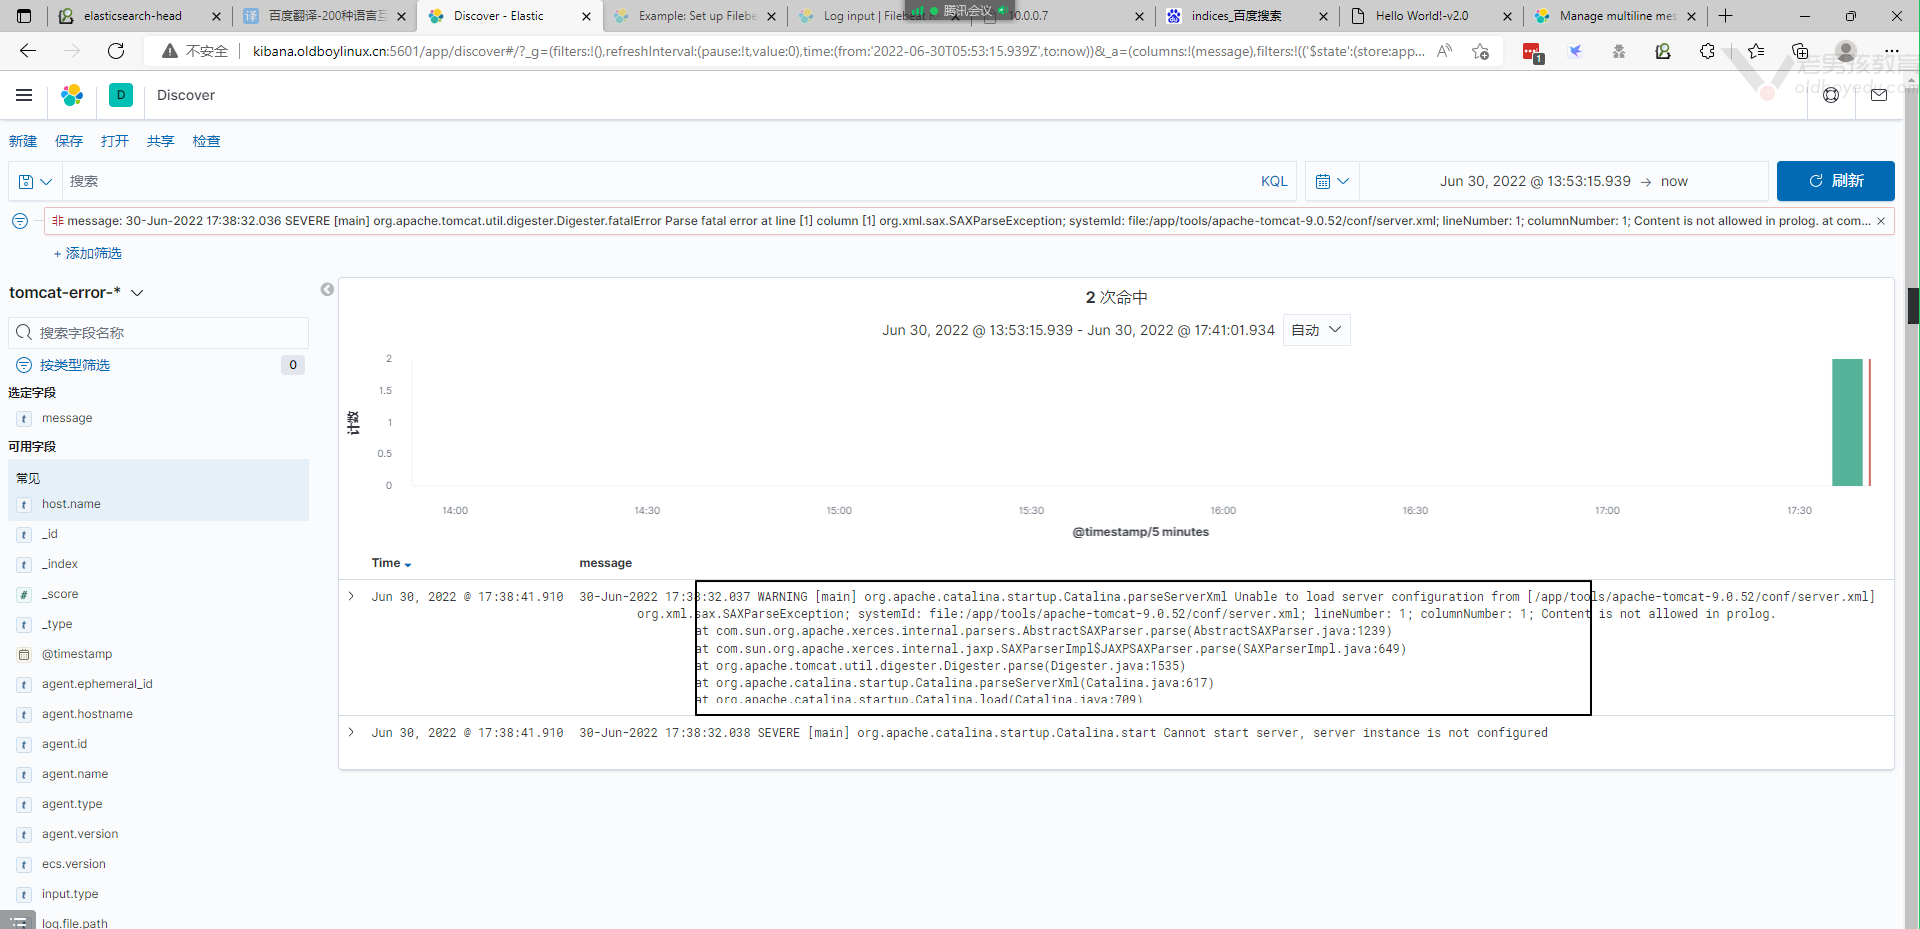 elasticsearch-head
百度翻译-200种语言互
Discover - Elastic
Example: Set up Fileb
Log input | Filebeat
腾讯会议
10.0.0.7
indices_百度搜索
Hello World!-v2.0
Manage multiline mes
不安全
kibana.oldboylinux.cn:5601/app/discover#/?_g=(filters:!(),refreshInterval:(pause:!t,value:0),time:(from:'2022-06-30T05:53:15.939Z',to:now))&_a=(columns:!(message),filters:!(('$state':(store:app...
1
老男孩教育
oldboyedu.com
D
Discover
新建
保存
打开
共享
检查
搜索
KQL
Jun 30, 2022 @ 13:53:15.939 → now
刷新
非 message: 30-Jun-2022 17:38:32.036 SEVERE [main] org.apache.tomcat.util.digester.Digester.fatalError Parse fatal error at line [1] column [1] org.xml.sax.SAXParseException; systemId: file:/app/tools/apache-tomcat-9.0.52/conf/server.xml; lineNumber: 1; columnNumber: 1; Content is not allowed in prolog. at com...
+ 添加筛选
tomcat-error-*
搜索字段名称
按类型筛选
0
选定字段
t message
可用字段
常见
t host.name
t _id
t _index
# _score
t _type
@timestamp
t agent.ephemeral_id
t agent.hostname
t agent.id
t agent.name
t agent.type
t agent.version
t ecs.version
t input.type
log.file.path
2 次命中
Jun 30, 2022 @ 13:53:15.939 - Jun 30, 2022 @ 17:41:01.934
自动
计数
2
1.5
1
0.5
0
14:00
14:30
15:00
15:30
16:00
16:30
17:00
17:30
@timestamp/5 minutes
Time
message
Jun 30, 2022 @ 17:38:41.910
30-Jun-2022 17:38:32.037 WARNING [main] org.apache.catalina.startup.Catalina.parseServerXml Unable to load server configuration from [/app/tools/apache-tomcat-9.0.52/conf/server.xml]
org.xml.sax.SAXParseException; systemId: file:/app/tools/apache-tomcat-9.0.52/conf/server.xml; lineNumber: 1; columnNumber: 1; Content is not allowed in prolog.
at com.sun.org.apache.xerces.internal.parsers.AbstractSAXParser.parse(AbstractSAXParser.java:1239)
at com.sun.org.apache.xerces.internal.jaxp.SAXParserImpl$JAXPSAXParser.parse(SAXParserImpl.java:649)
at org.apache.tomcat.util.digester.Digester.parse(Digester.java:1535)
at org.apache.catalina.startup.Catalina.parseServerXml(Catalina.java:617)
at org.apache.catalina.startup.Catalina.load(Catalina.java:709)
Jun 30, 2022 @ 17:38:41.910
30-Jun-2022 17:38:32.038 SEVERE [main] org.apache.catalina.startup.Catalina.start Cannot start server, server instance is not configured